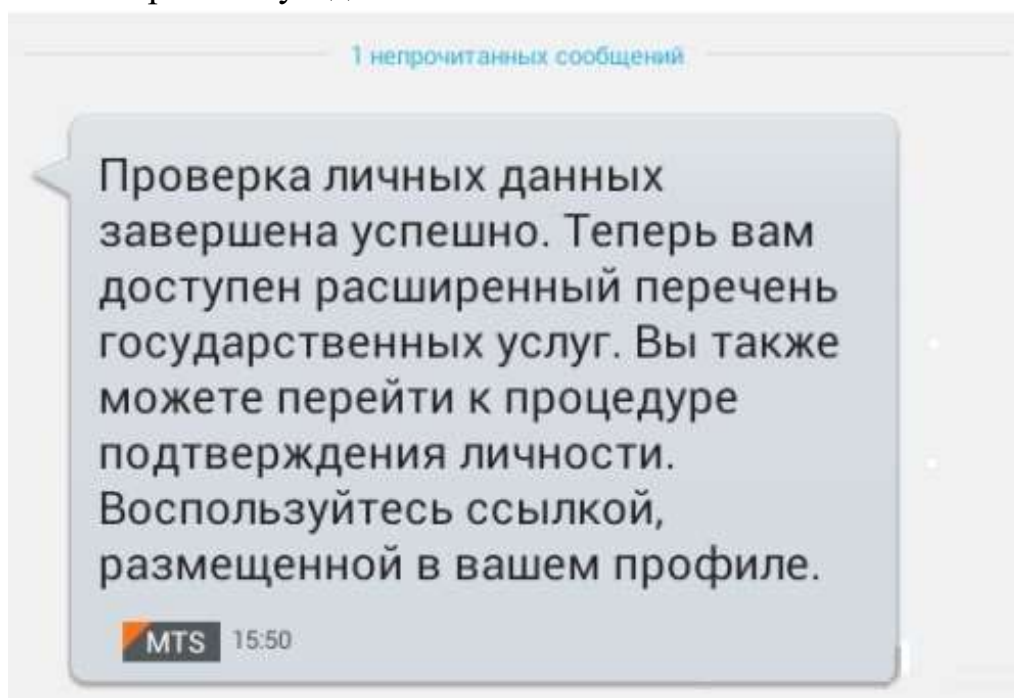 1 непрочитанных сообщений
Проверка личных данных
завершена успешно. Теперь вам
доступен расширенный перечень
государственных услуг. Вы также
можете перейти к процедуре
подтверждения личности.
Воспользуйтесь ссылкой,
размещенной в вашем профиле.
MTS 15:50